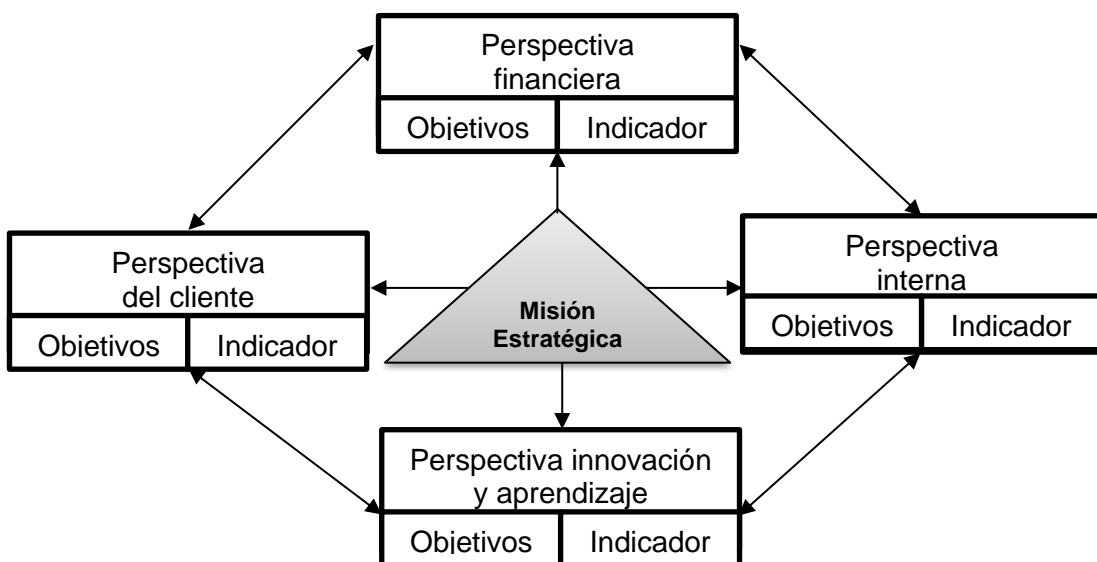 Perspectiva
financiera
Objetivos Indicador
Perspectiva
del cliente
Objetivos Indicador
Misión
Estratégica
Perspectiva
interna
Objetivos Indicador
Perspectiva innovación
y aprendizaje
Objetivos Indicador